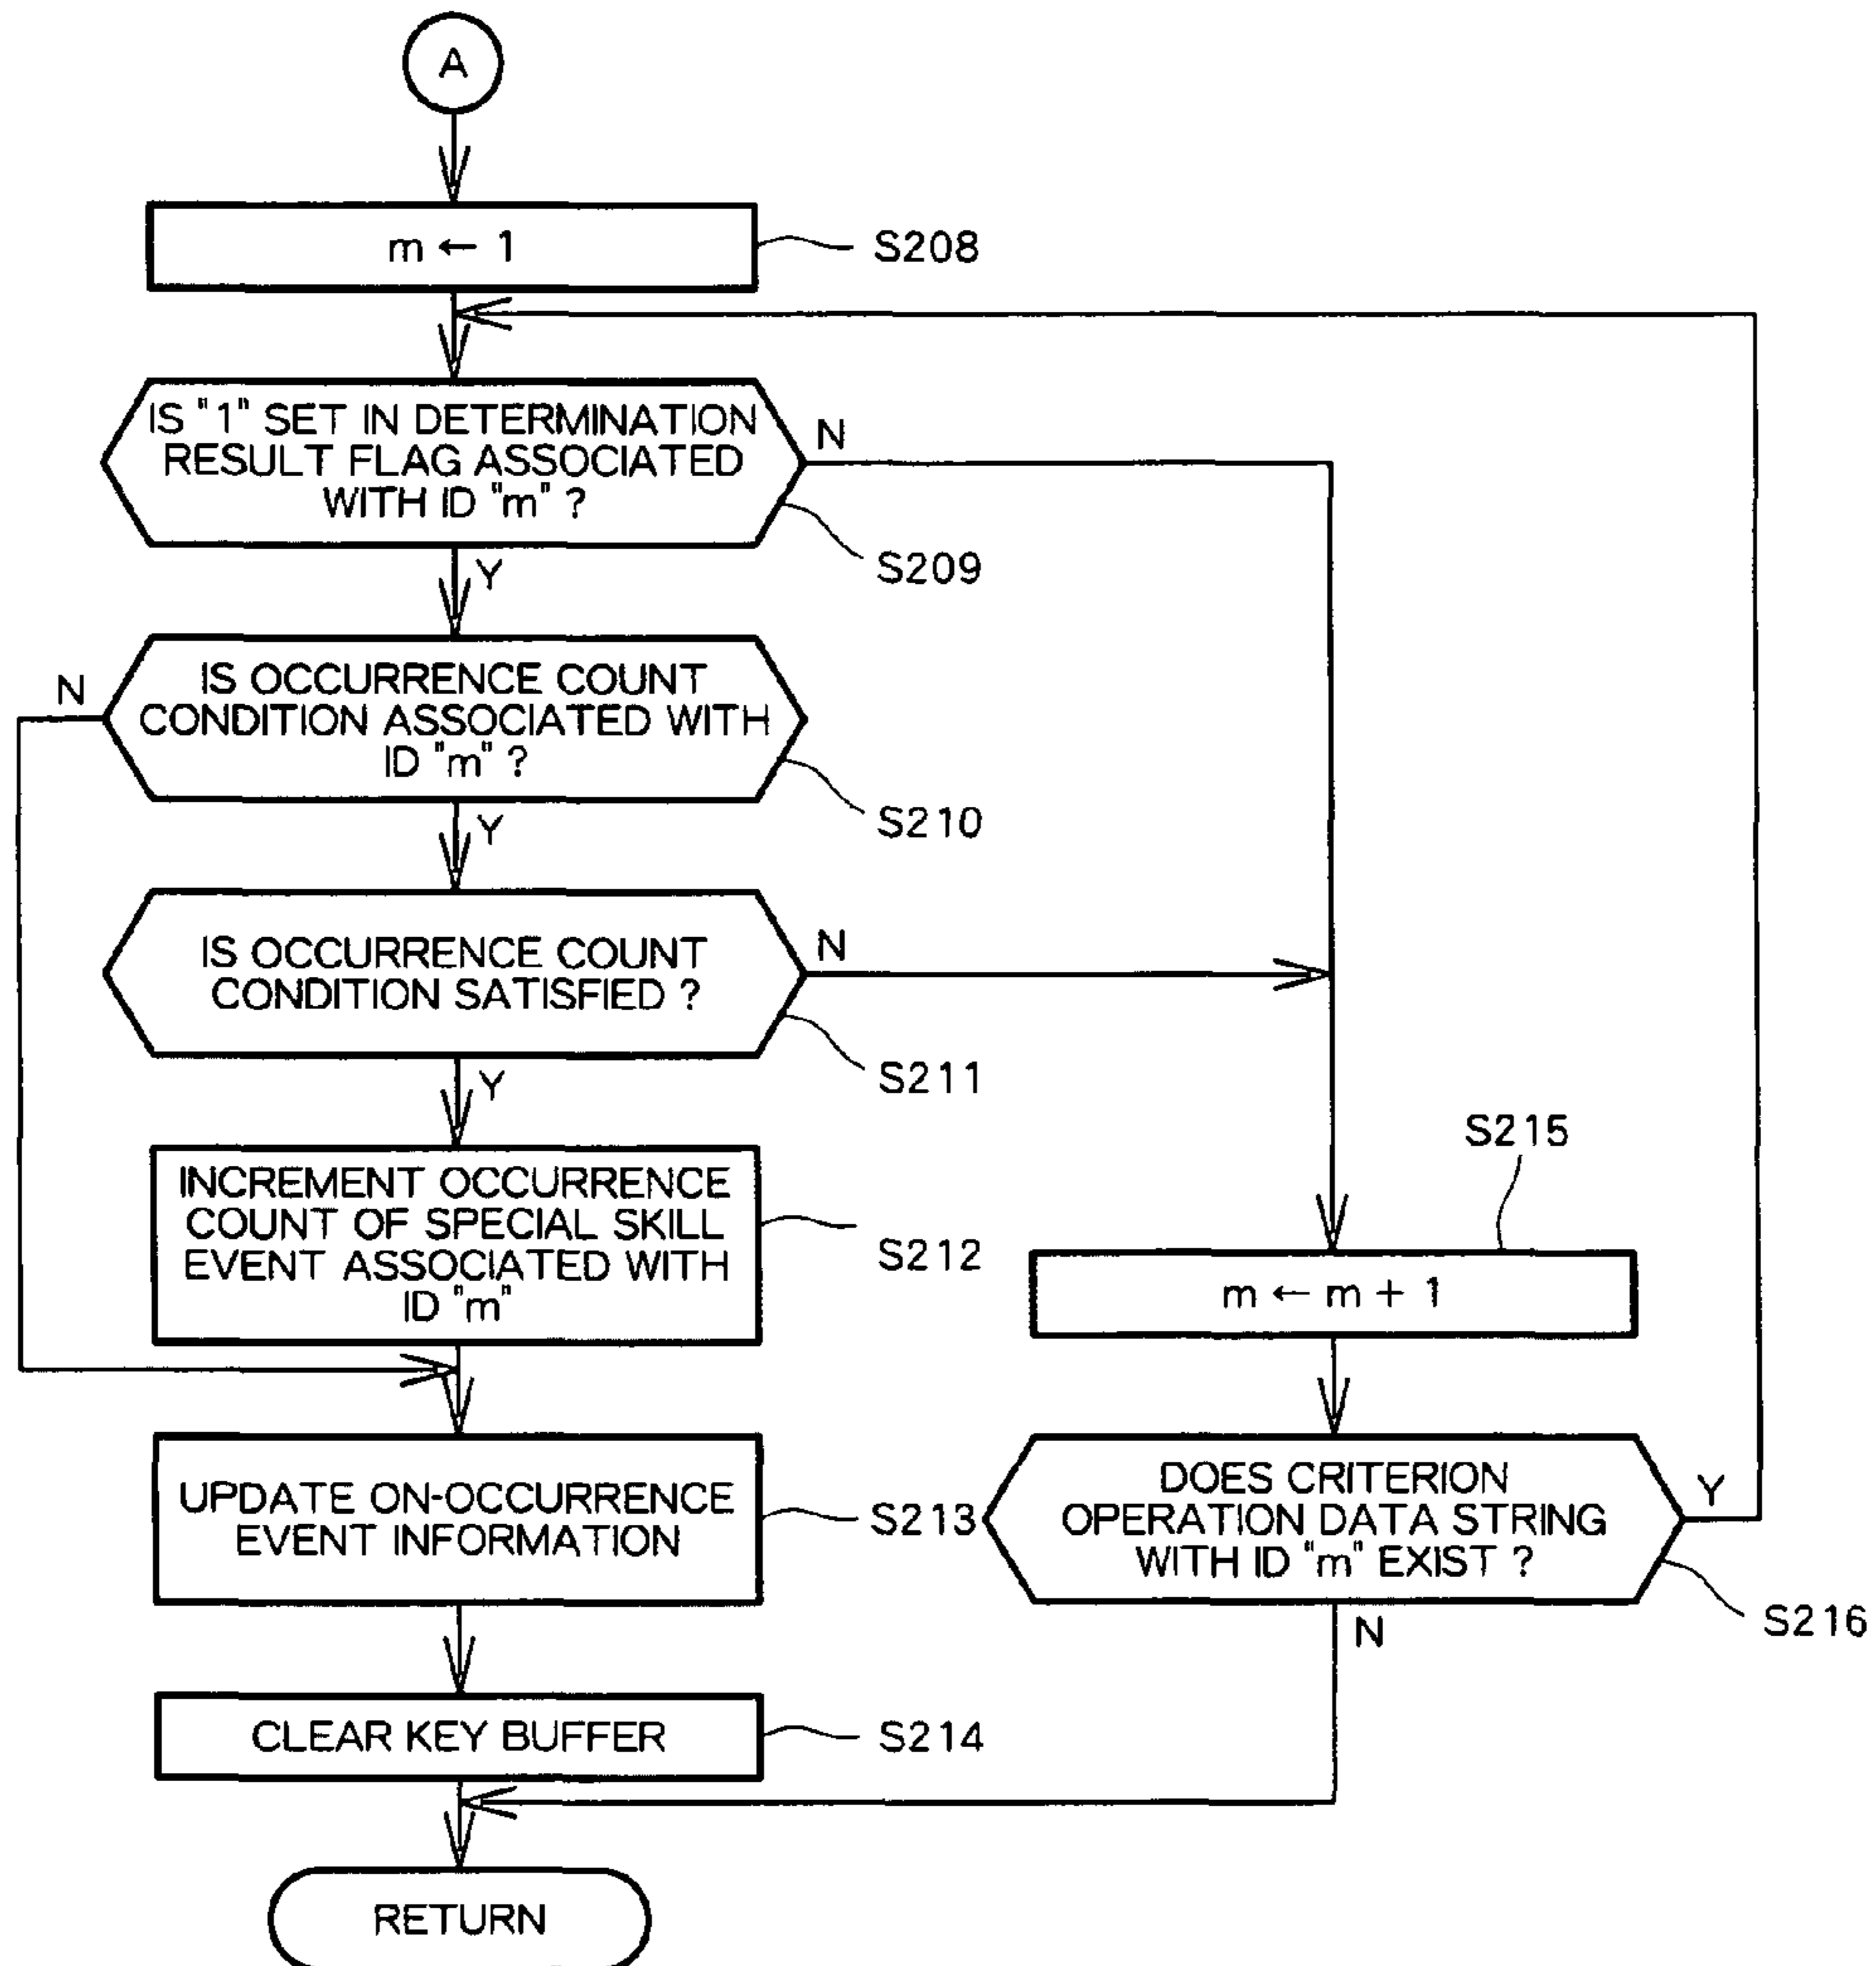 A
m ← 1
S208
IS "1" SET IN DETERMINATION
RESULT FLAG ASSOCIATED
WITH ID "m" ?
N
S209
Y
IS OCCURRENCE COUNT
CONDITION ASSOCIATED WITH
ID "m" ?
N
S210
Y
IS OCCURRENCE COUNT
CONDITION SATISFIED ?
N
S211
Y
INCREMENT OCCURRENCE
COUNT OF SPECIAL SKILL
EVENT ASSOCIATED WITH
ID "m"
S212
S215
m ← m + 1
UPDATE ON-OCCURRENCE
EVENT INFORMATION
S213
DOES CRITERION
OPERATION DATA STRING
WITH ID "m" EXIST ?
Y
S216
N
CLEAR KEY BUFFER
S214
RETURN